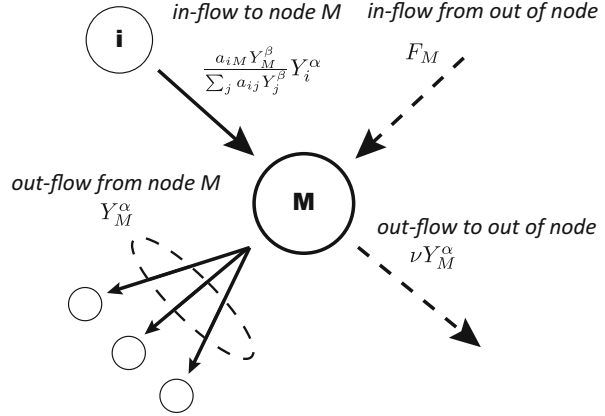 in-flow to node M
in-flow from out of node
i
\frac{a_{iM} Y_M^{\beta}}{\sum_j a_{ij} Y_j^{\beta}} Y_i^{\alpha}
F_M
M
out-flow from node M
Y_M^{\alpha}
out-flow to out of node
\nu Y_M^{\alpha}